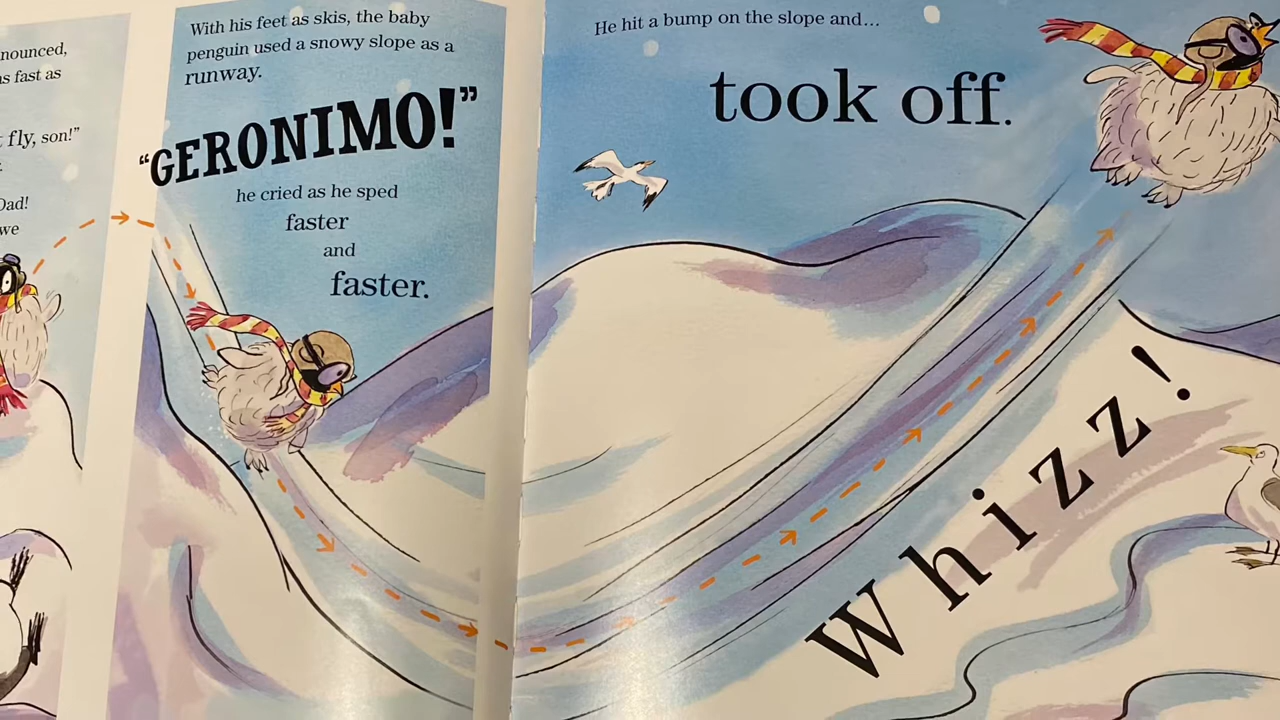 nounced,
s fast as
fly, son!”
Dad!
we
With his feet as skis, the baby
penguin used a snowy slope as a
runway.
“GERONIMO!”
he cried as he sped
faster
and
faster.
He hit a bump on the slope and...
took off.
Whizz!